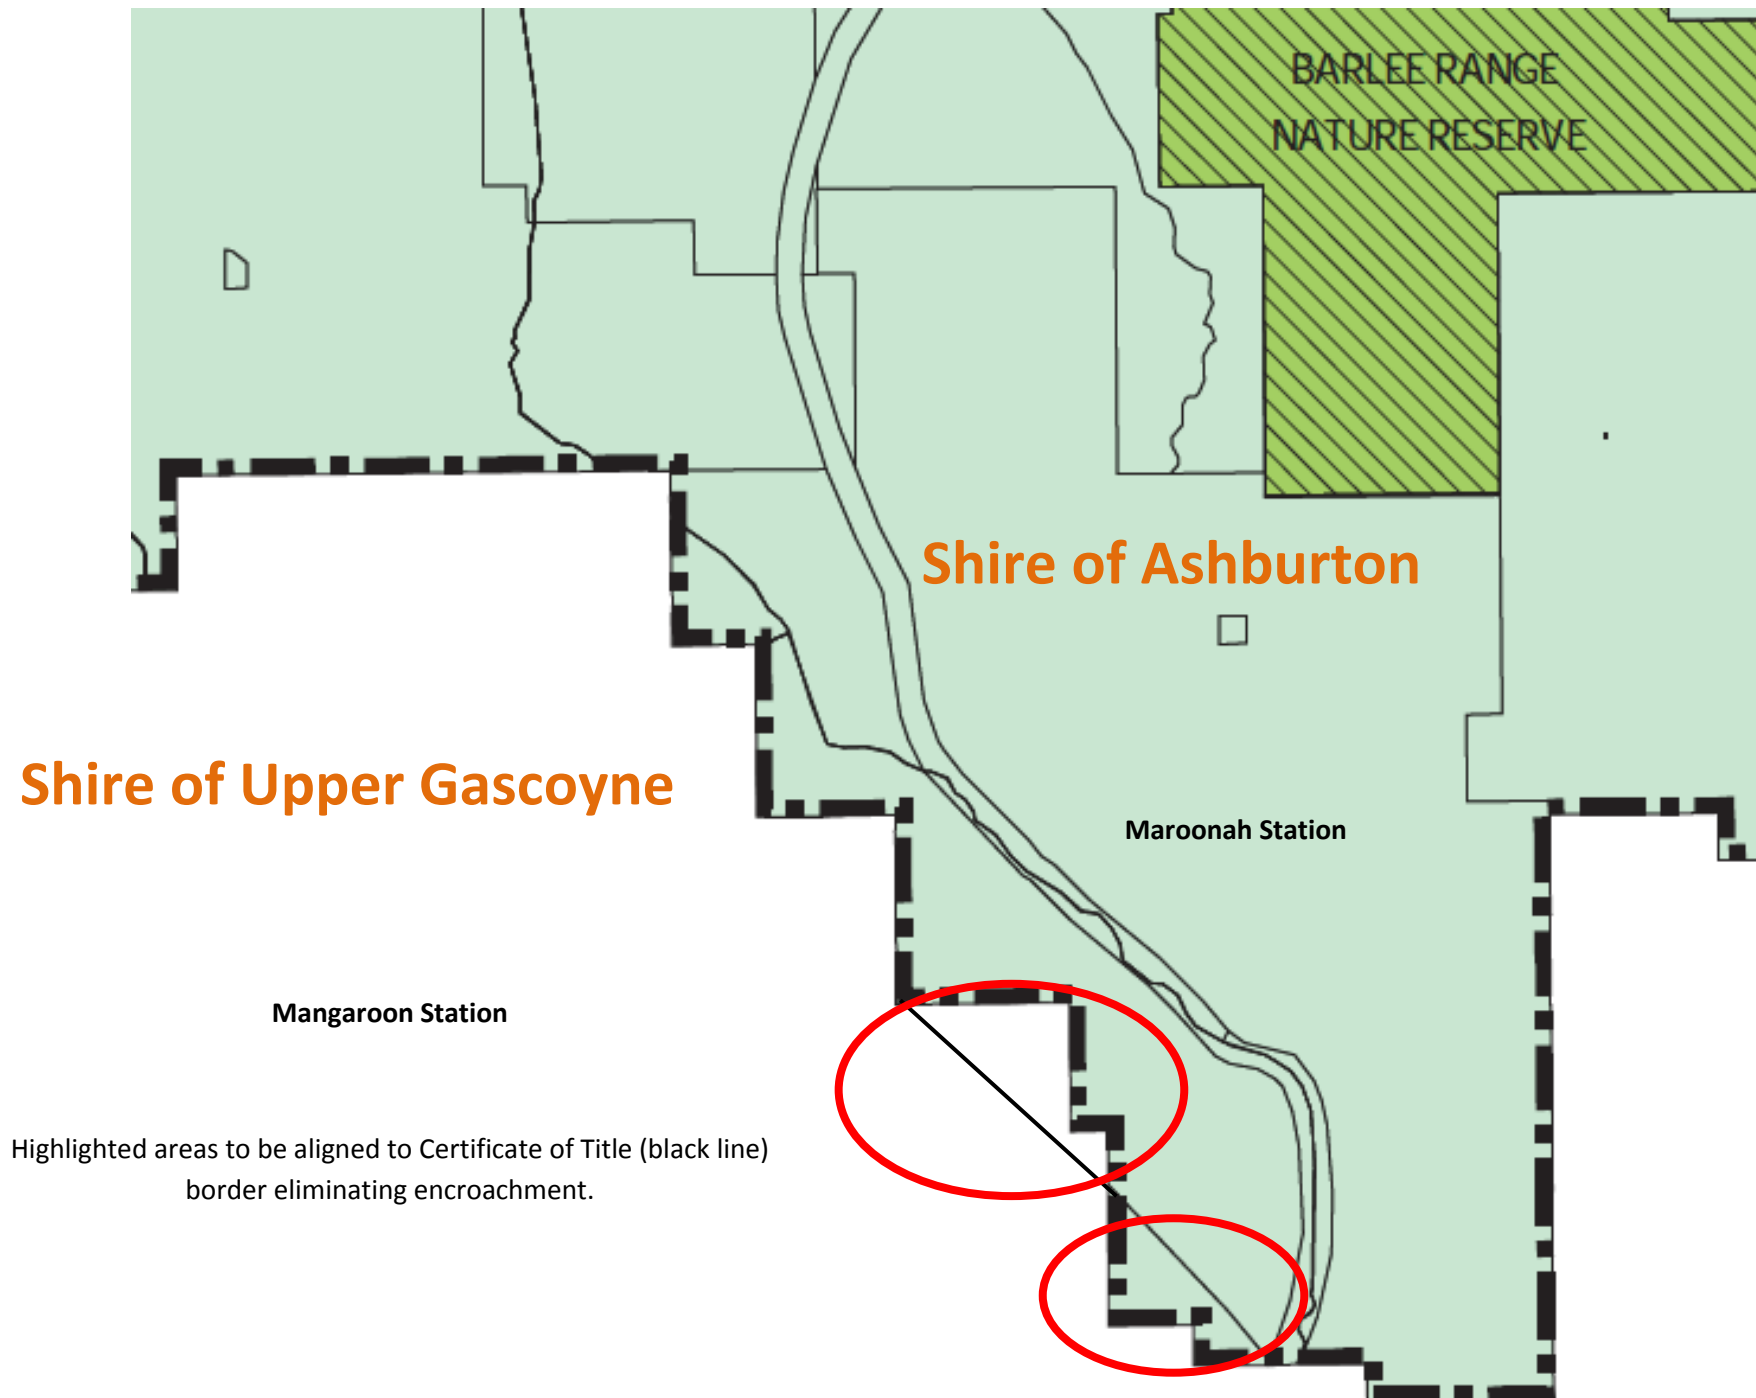 BARLEE RANGE
NATURE RESERVE
Shire of Ashburton
Shire of Upper Gascoyne
Maroonah Station
Mangaroon Station
Highlighted areas to be aligned to Certificate of Title (black line)
border eliminating encroachment.